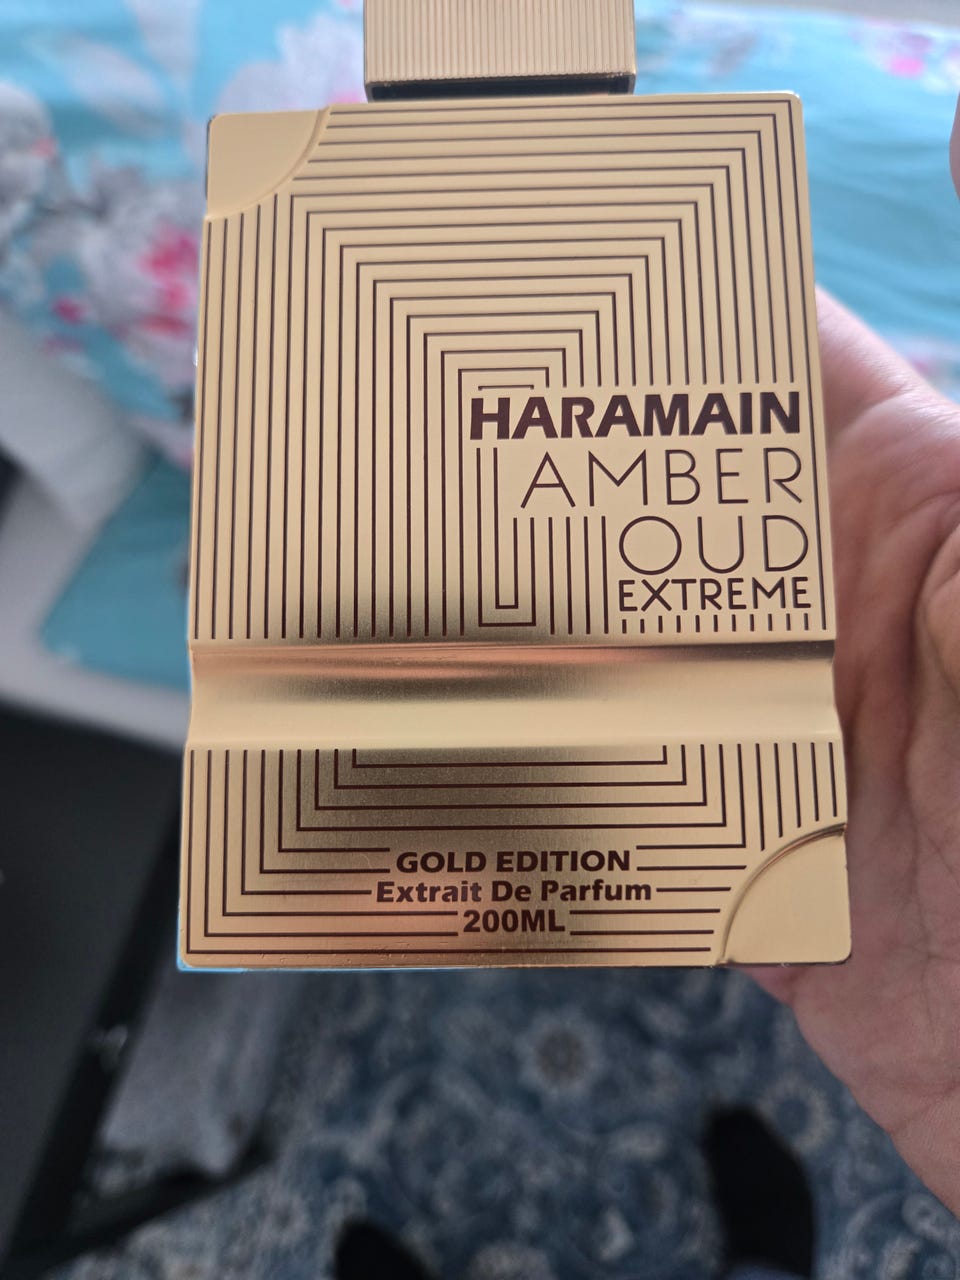 HARAMAIN
AMBER
OUD
EXTREME
GOLD EDITION
Extrait De Parfum
200ML